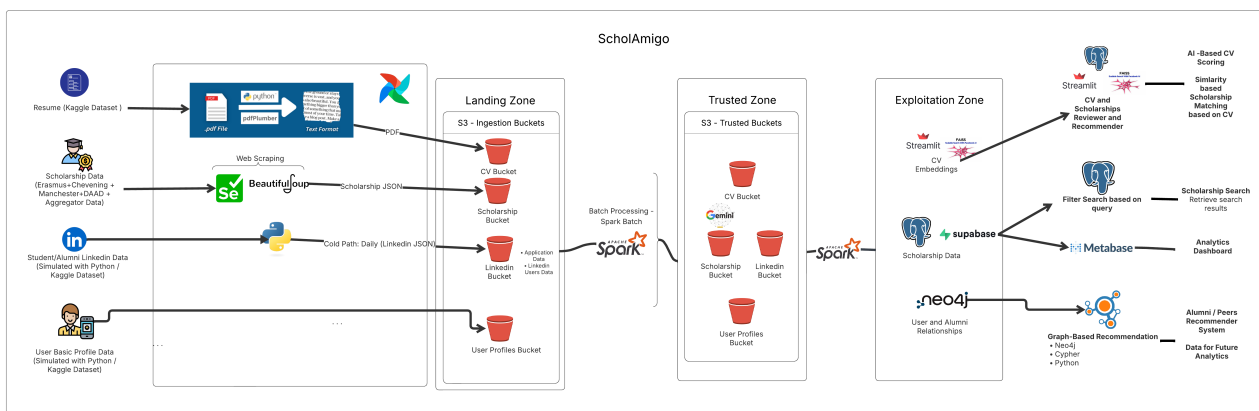 ScholAmigo
Resume (Kaggle Dataset )
Scholarship Data
(Erasmus+Chevening +
Manchester+DAAD +
Aggregator Data)
in
Student/Alumni Linkedin Data
(Simulated with Python /
Kaggle Dataset)
User Basic Profile Data
(Simulated with Python /
Kaggle Dataset)
.pdf File
python
pdfPlumber
Text Format
Web Scraping
Se
BeautifulSoup
PDF
Scholarship JSON
Cold Path: Daily (Linkedin JSON)
...
...
Landing Zone
S3 - Ingestion Buckets
CV Bucket
Scholarship
Bucket
Linkedin
Bucket
• Application
Data
• Linkedin
Users Data
User Profiles Bucket
Batch Processing -
Spark Batch
APACHE
Spark
Trusted Zone
S3 - Trusted Buckets
CV Bucket
Gemini
Scholarship
Bucket
Linkedin
Bucket
User Profiles
Bucket
APACHE
Spark
Exploitation Zone
Streamlit
FAISS
CV
Embeddings
supabase
Scholarship Data
neo4j
User and Alumni
Relationships
Streamlit
FAISS
CV and
Scholarships
Reviewer and
Recommender
AI -Based CV
Scoring
Similarity
based
Scholarship
Matching
based on CV
Filter Search based on
query
Scholarship Search
Retrieve search
results
Metabase
Analytics
Dashboard
Graph-Based Recommendation
• Neo4j
• Cypher
• Python
Alumni / Peers
Recommender
System
Data for Future
Analytics